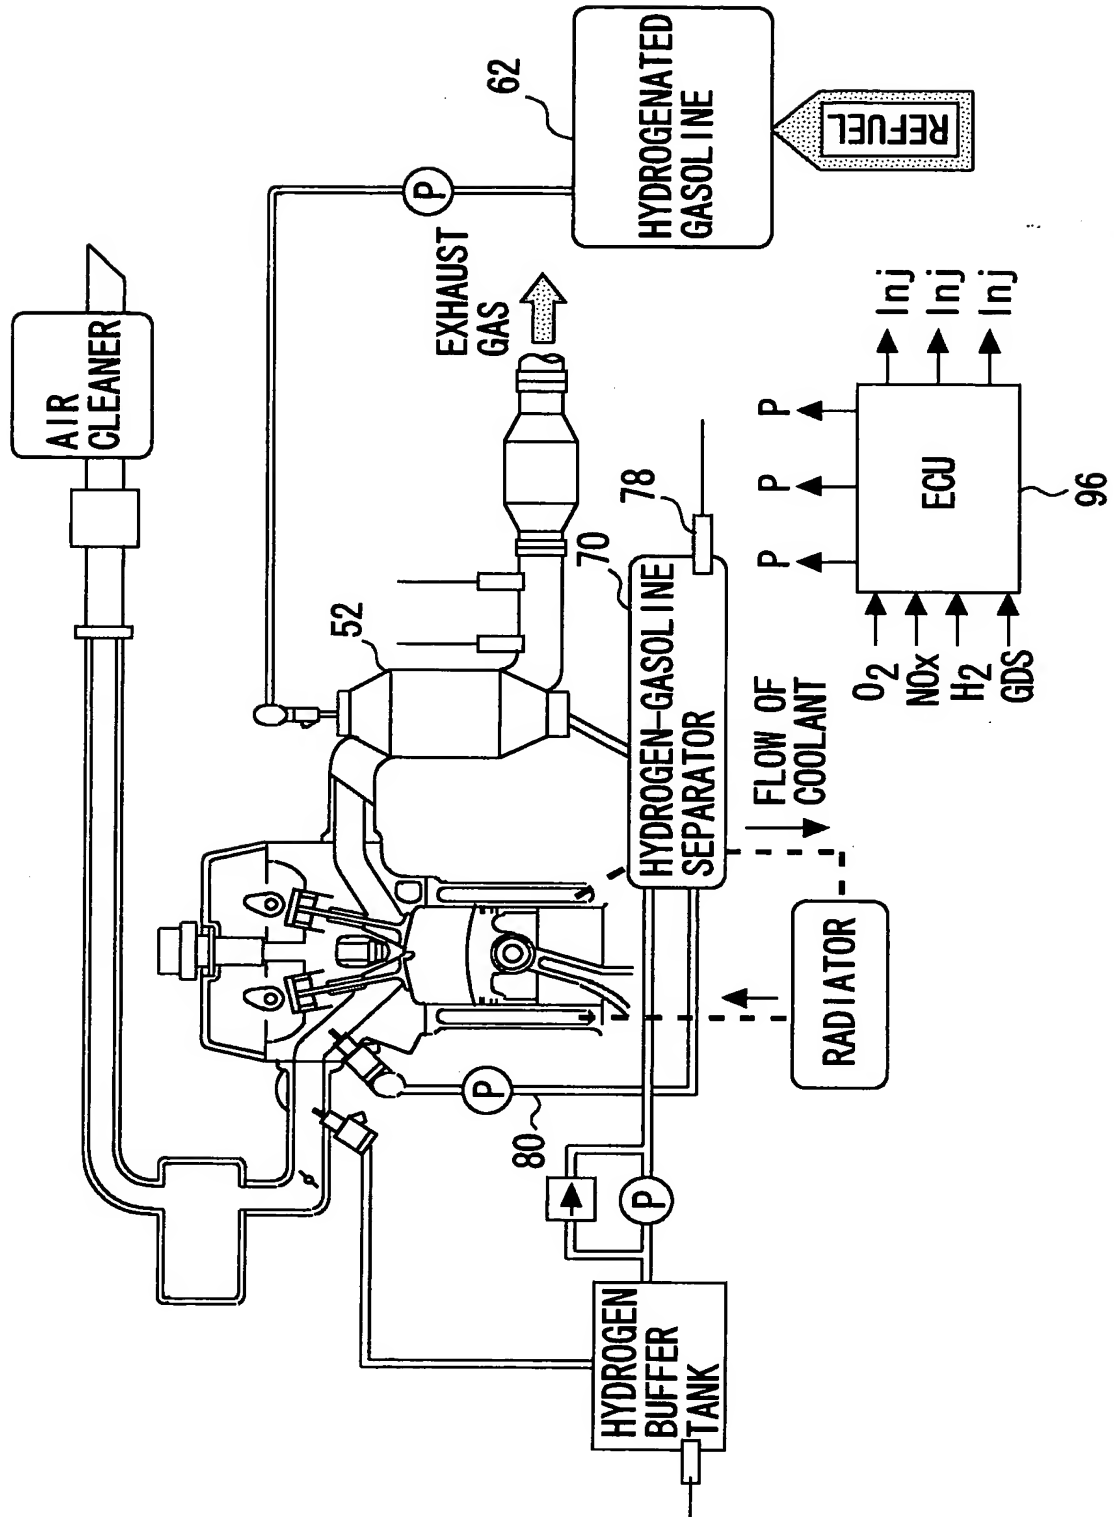 AIR
CLEANER
62
HYDROGENATED
GASOLINE
REFUEL
P
EXHAUST
GAS
52
70
78
HYDROGEN-GASOLINE
SEPARATOR
FLOW OF
COOLANT
RADIATOR
P
80
P
HYDROGEN
BUFFER
TANK
P P P
Inj
Inj
Inj
ECU
96
O2
NOx
H2
GDS